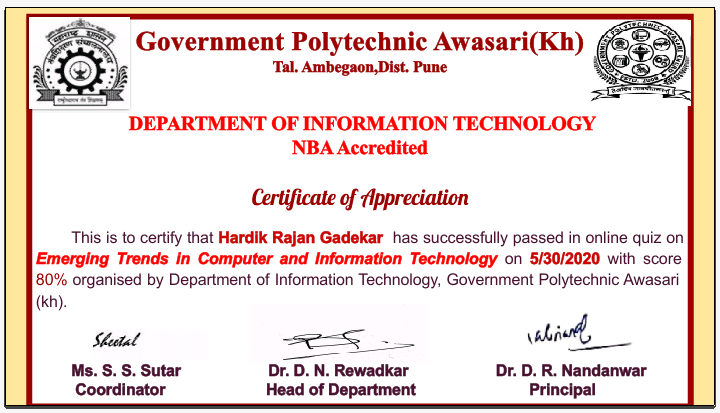 Government Polytechnic Awasari(Kh)
Tal. Ambegaon,Dist. Pune
DEPARTMENT OF INFORMATION TECHNOLOGY
NBA Accredited
Certificate of Appreciation
This is to certify that Hardik Rajan Gadekar has successfully passed in online quiz on
Emerging Trends in Computer and Information Technology on 5/30/2020 with score
80% organised by Department of Information Technology, Government Polytechnic Awasari
(kh).
Sheetal
Ms. S. S. Sutar Dr. D. N. Rewadkar Dr. D. R. Nandanwar
Coordinator Head of Department Principal